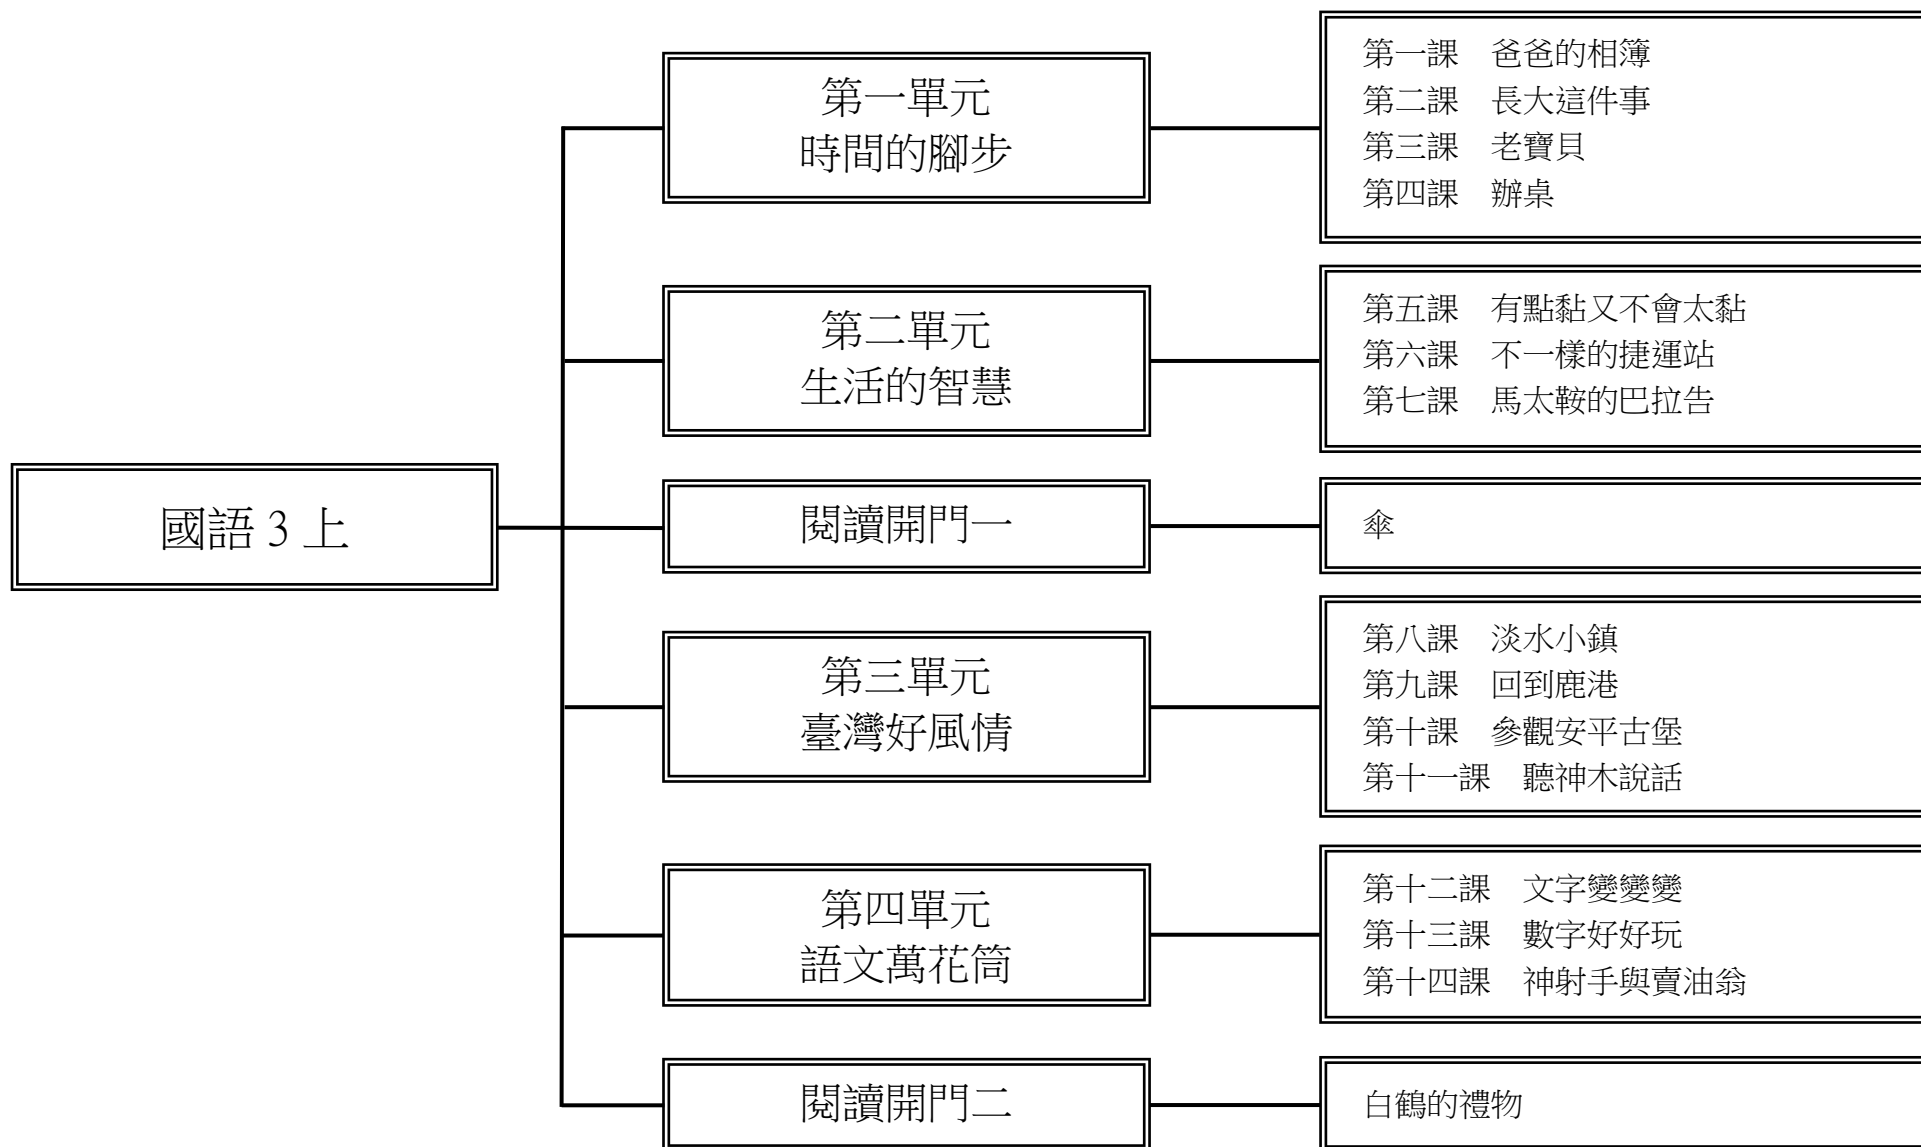 國語 3 上
第一單元
時間的腳步
第一課　爸爸的相簿
第二課　長大這件事
第三課　老寶貝
第四課　辦桌
第二單元
生活的智慧
第五課　有點黏又不會太黏
第六課　不一樣的捷運站
第七課　馬太鞍的巴拉告
閱讀開門一
傘
第三單元
臺灣好風情
第八課　淡水小鎮
第九課　回到鹿港
第十課　參觀安平古堡
第十一課　聽神木說話
第四單元
語文萬花筒
第十二課　文字變變變
第十三課　數字好好玩
第十四課　神射手與賣油翁
閱讀開門二
白鶴的禮物